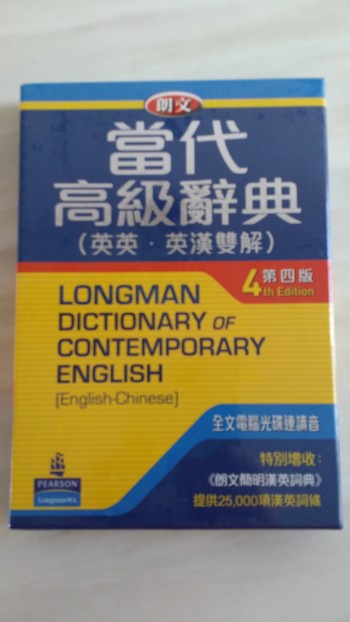 朗文
當代
高級辭典
(英英‧英漢雙解)
4th Edition 第四版
LONGMAN
DICTIONARY OF
CONTEMPORARY
ENGLISH
[English-Chinese]
全文電腦光碟連讀音
特別增收:
《朗文簡明漢英詞典》
提供25,000項漢英詞條
PEARSON
Longman